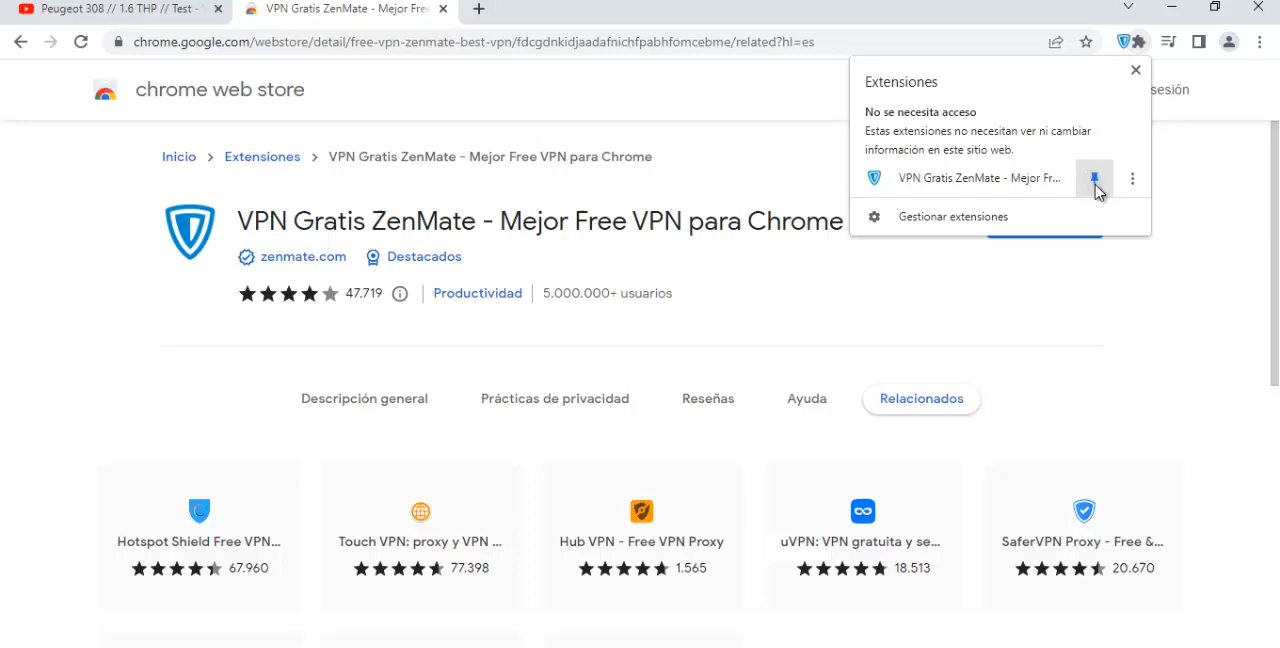 Peugeot 308 // 1.6 THP // Test -
VPN Gratis ZenMate - Mejor Free
chrome.google.com/webstore/detail/free-vpn-zenmate-best-vpn/fdcgdnkidjaadafnichfpabhfomcebme/related?hl=es
chrome web store
sesión
Extensiones
No se necesita acceso
Estas extensiones no necesitan ver ni cambiar
información en este sitio web.
VPN Gratis ZenMate - Mejor Fr...
Gestionar extensiones
Inicio > Extensiones > VPN Gratis ZenMate - Mejor Free VPN para Chrome
VPN Gratis ZenMate - Mejor Free VPN para Chrome
zenmate.com Destacados
47.719 Productividad 5.000.000+ usuarios
Descripción general Prácticas de privacidad Reseñas Ayuda Relacionados
Hotspot Shield Free VPN...
67.960
Touch VPN: proxy y VPN ...
77.398
Hub VPN - Free VPN Proxy
1.565
uVPN: VPN gratuita y se...
18.513
SaferVPN Proxy - Free &...
20.670